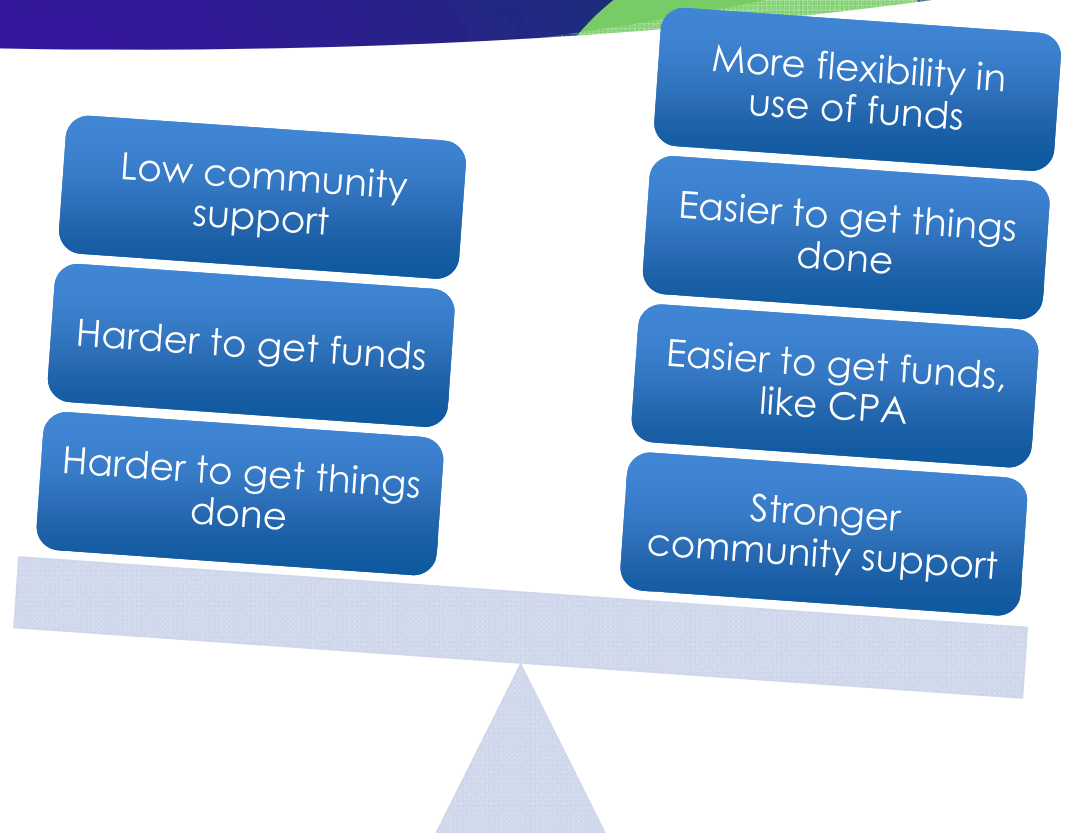 Low community
support
Harder to get funds
Harder to get things
done
More flexibility in
use of funds
Easier to get things
done
Easier to get funds,
like CPA
Stronger
community support